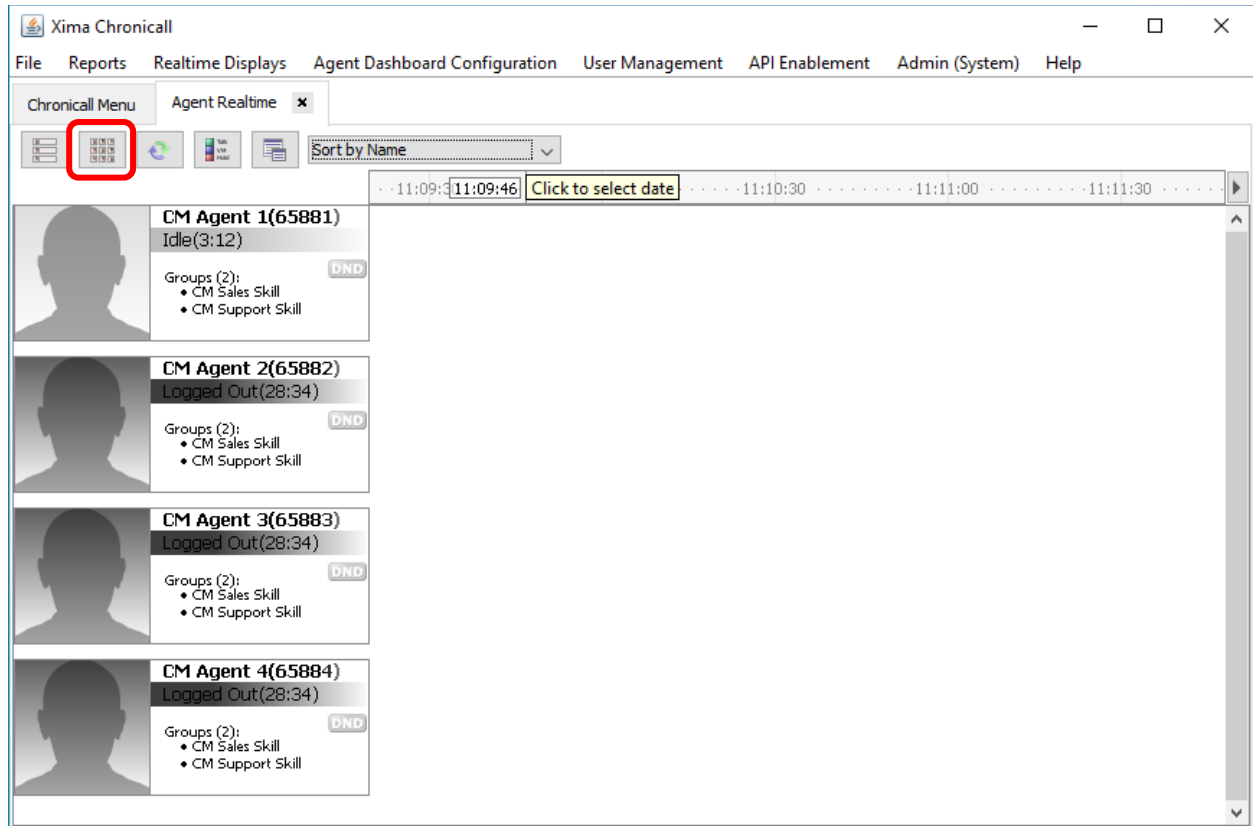 Xima Chronicall
File Reports Realtime Displays Agent Dashboard Configuration User Management API Enablement Admin (System) Help
Chronicall Menu Agent Realtime
Sort by Name
11:09:3 11:09:46 Click to select date 11:10:30 11:11:00 11:11:30
CM Agent 1(65881)
Idle(3:12)
DND
Groups (2):
• CM Sales Skill
• CM Support Skill
CM Agent 2(65882)
Logged Out(28:34)
DND
Groups (2):
• CM Sales Skill
• CM Support Skill
CM Agent 3(65883)
Logged Out(28:34)
DND
Groups (2):
• CM Sales Skill
• CM Support Skill
CM Agent 4(65884)
Logged Out(28:34)
DND
Groups (2):
• CM Sales Skill
• CM Support Skill